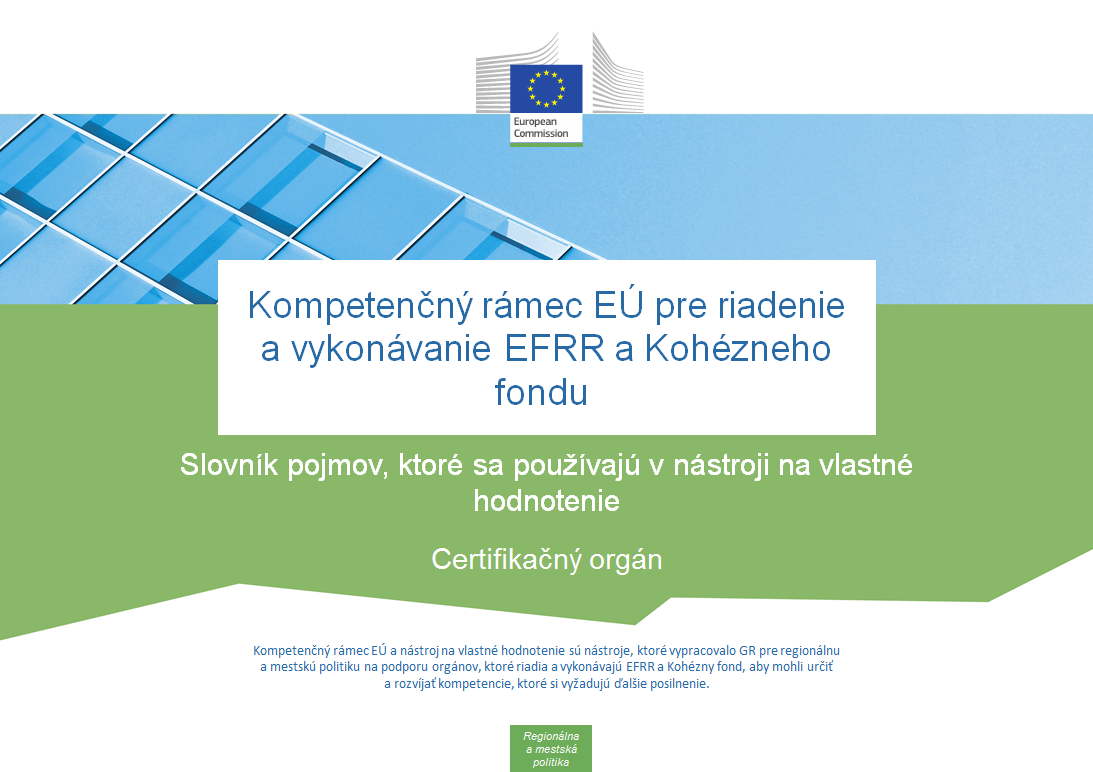 European
Commission
Kompetenčný rámec EÚ pre riadenie
a vykonávanie EFRR a Kohézneho
fondu
Slovník pojmov, ktoré sa používajú v nástroji na vlastné
hodnotenie
Certifikačný orgán
Kompetenčný rámec EÚ a nástroj na vlastné hodnotenie sú nástroje, ktoré vypracovalo GR pre regionálnu
a mestskú politiku na podporu orgánov, ktoré riadia a vykonávajú EFRR a Kohézny fond, aby mohli určiť
a rozvíjať kompetencie, ktoré si vyžadujú ďalšie posilnenie.
Regionálna
a mestská
politika